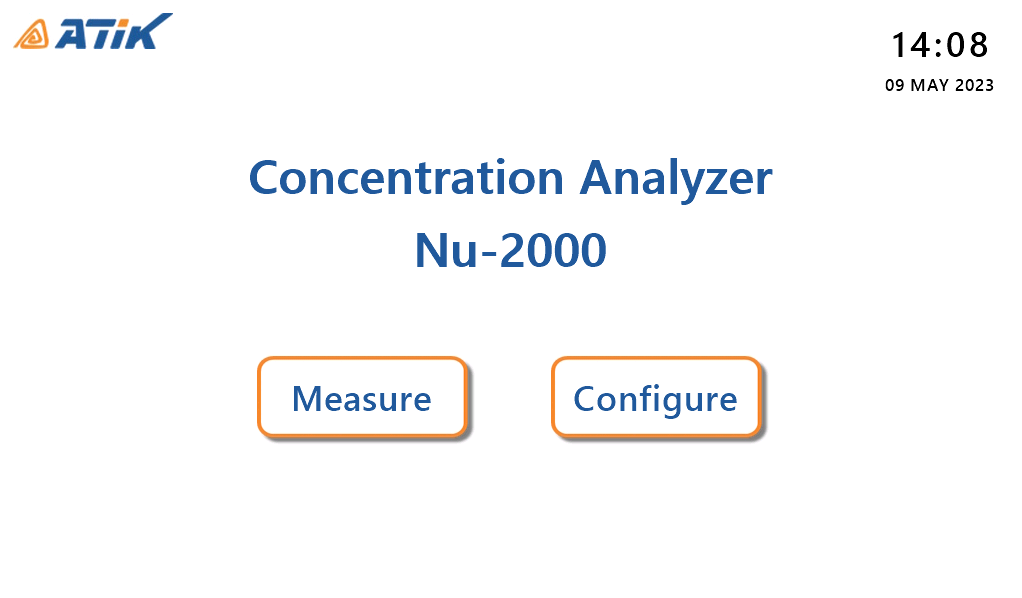 ATiK
14:08
09 MAY 2023
Concentration Analyzer
Nu-2000
Measure
Configure